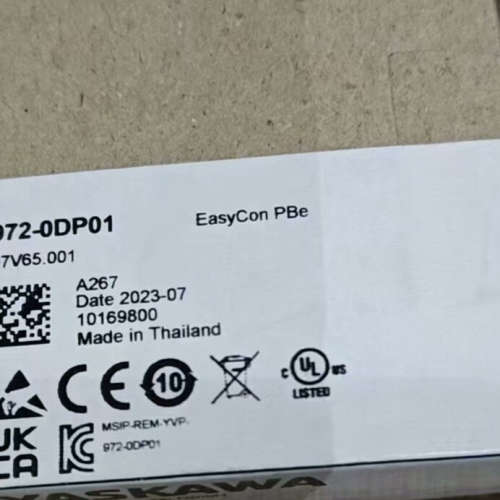 972-0DP01
EasyCon PBe
7V65.001
A267
Date 2023-07
10169800
Made in Thailand
CE
10
c UL us
LISTED
UK
CA
MSIP-REM-YVP-
972-0DP01
YASKAWA